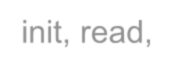 init, read,